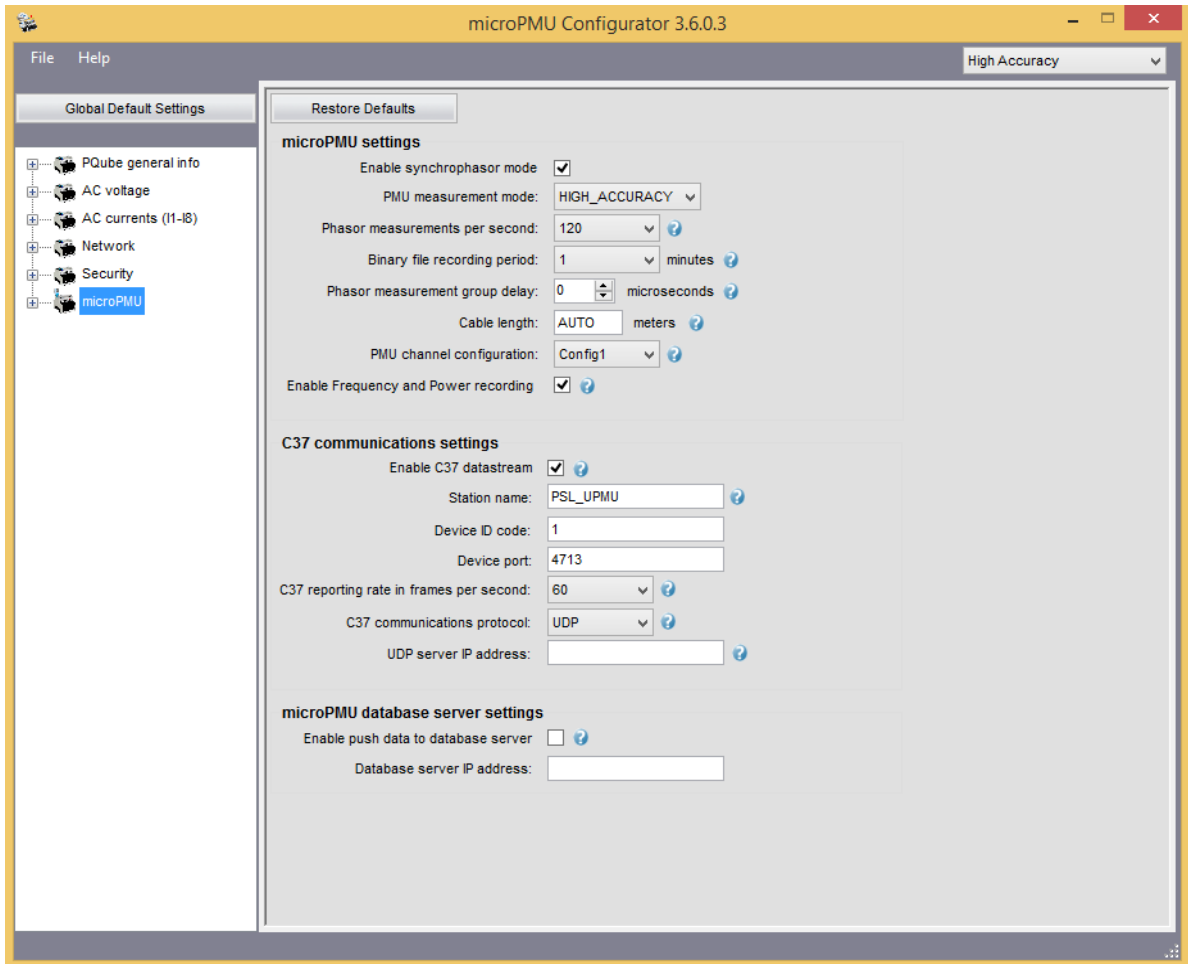 microPMU Configurator 3.6.0.3
File Help
High Accuracy
Global Default Settings
PQube general info
AC voltage
AC currents (I1-I8)
Network
Security
microPMU
Restore Defaults
microPMU settings
Enable synchrophasor mode
PMU measurement mode: HIGH_ACCURACY
Phasor measurements per second: 120
Binary file recording period: 1 minutes
Phasor measurement group delay: 0 microseconds
Cable length: AUTO meters
PMU channel configuration: Config1
Enable Frequency and Power recording
C37 communications settings
Enable C37 datastream
Station name: PSL_UPMU
Device ID code: 1
Device port: 4713
C37 reporting rate in frames per second: 60
C37 communications protocol: UDP
UDP server IP address:
microPMU database server settings
Enable push data to database server
Database server IP address: